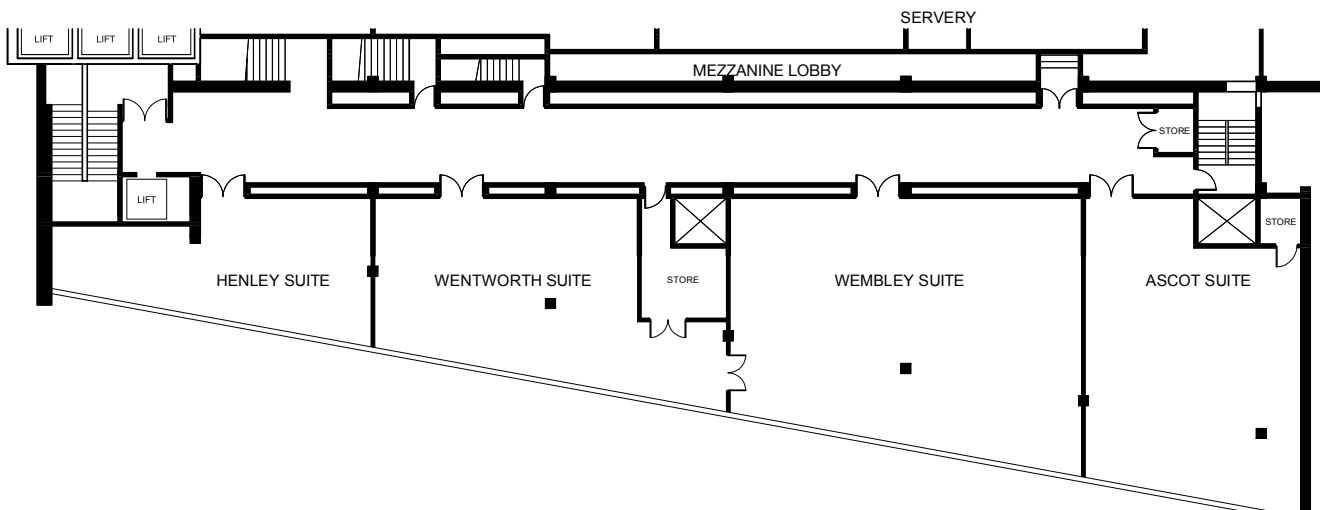 SERVERY
LIFT
LIFT
LIFT
MEZZANINE LOBBY
STORE
LIFT
STORE
HENLEY SUITE
WENTWORTH SUITE
STORE
WEMBLEY SUITE
ASCOT SUITE